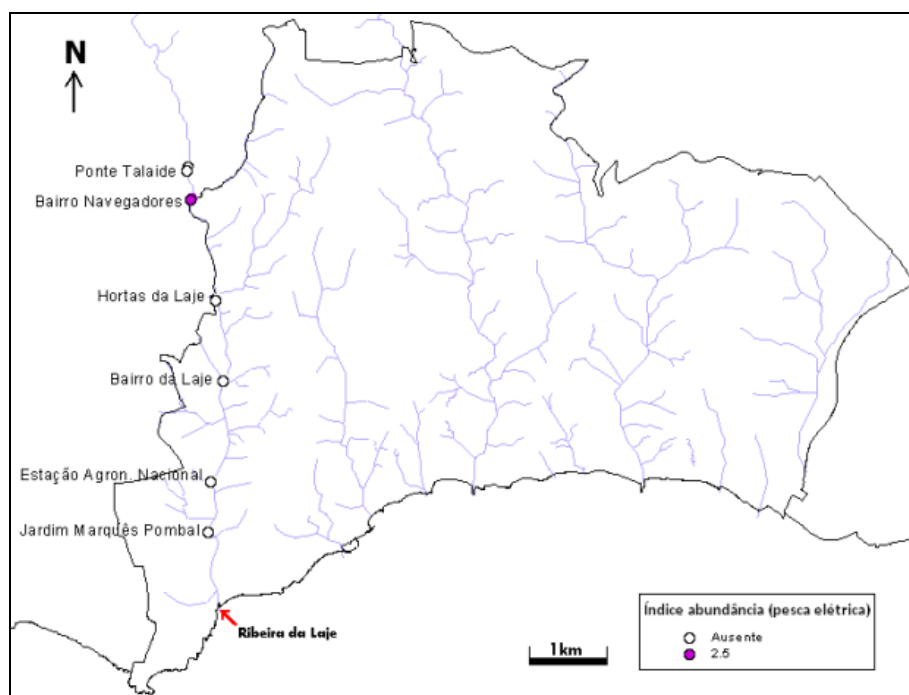 N
Ponte Talaide
Bairro Navegadores
Hortas da Laje
Bairro da Laje
Estação Agron. Nacional
Jardim Marquês Pombal
Ribeira da Laje
1km
Índice abundância (pesca elétrica)
Ausente
2.5